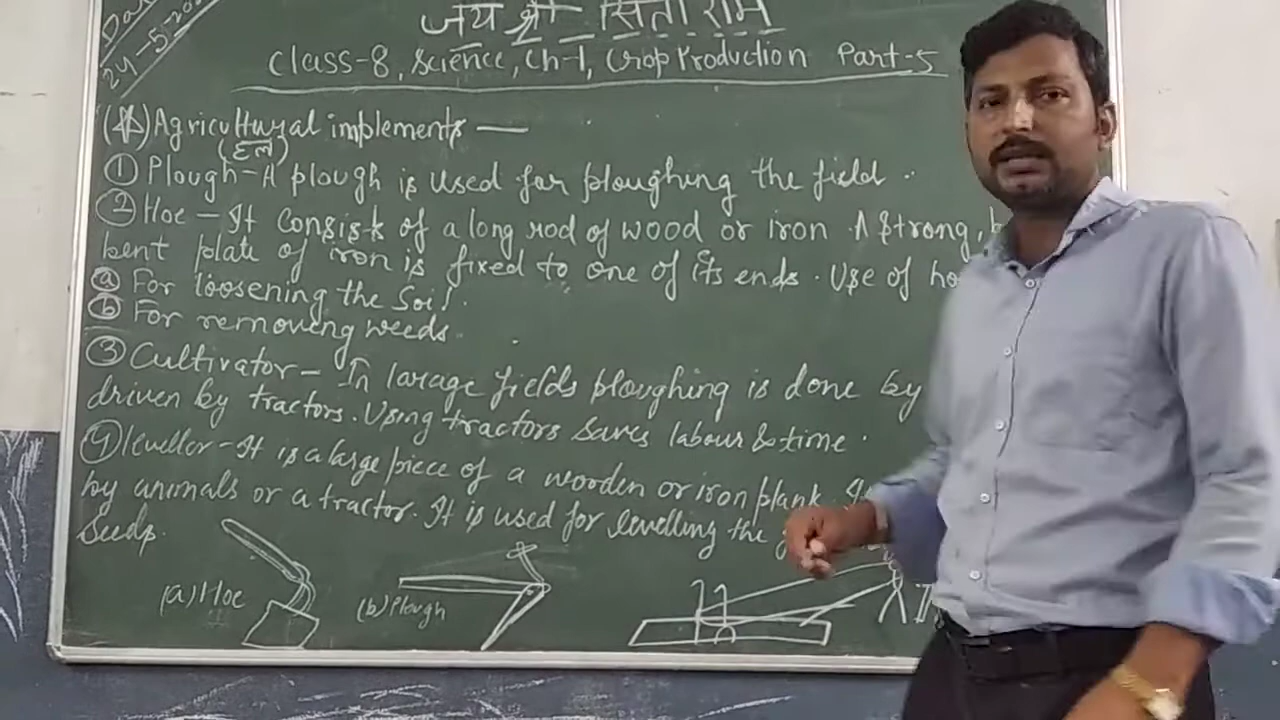 जय श्री सिता राम
24-5-20
Class-8, Science, Ch-1, Crop Production Part-5
Agricultural implements —
(हल)
① Plough - A plough is used for ploughing the field.
② Hoe - It Consists of a long rod of wood or iron. A strong, b
bent plate of iron is fixed to one of its ends. Use of ho
ⓐ For loosening the soil.
ⓑ For removing weeds.
③ Cultivator - In larage fields ploughing is done by
driven by tractors. Using tractors saves labour & time.
④ leveller - It is a large piece of a wooden or iron plank. It
by animals or a tractor. It is used for levelling the
seeds.
(a) Hoe
(b) Plough